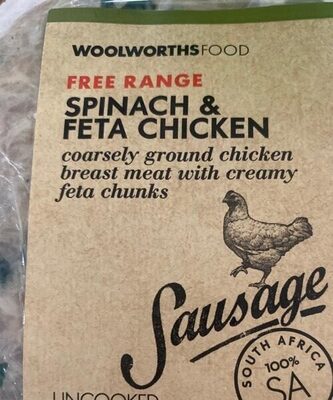 WOOLWORTHSFOOD
FREE RANGE
SPINACH &
FETA CHICKEN
coarsely ground chicken
breast meat with creamy
feta chunks
Sausage
SOUTH AFRICA
100%
SA
UNCOOKED